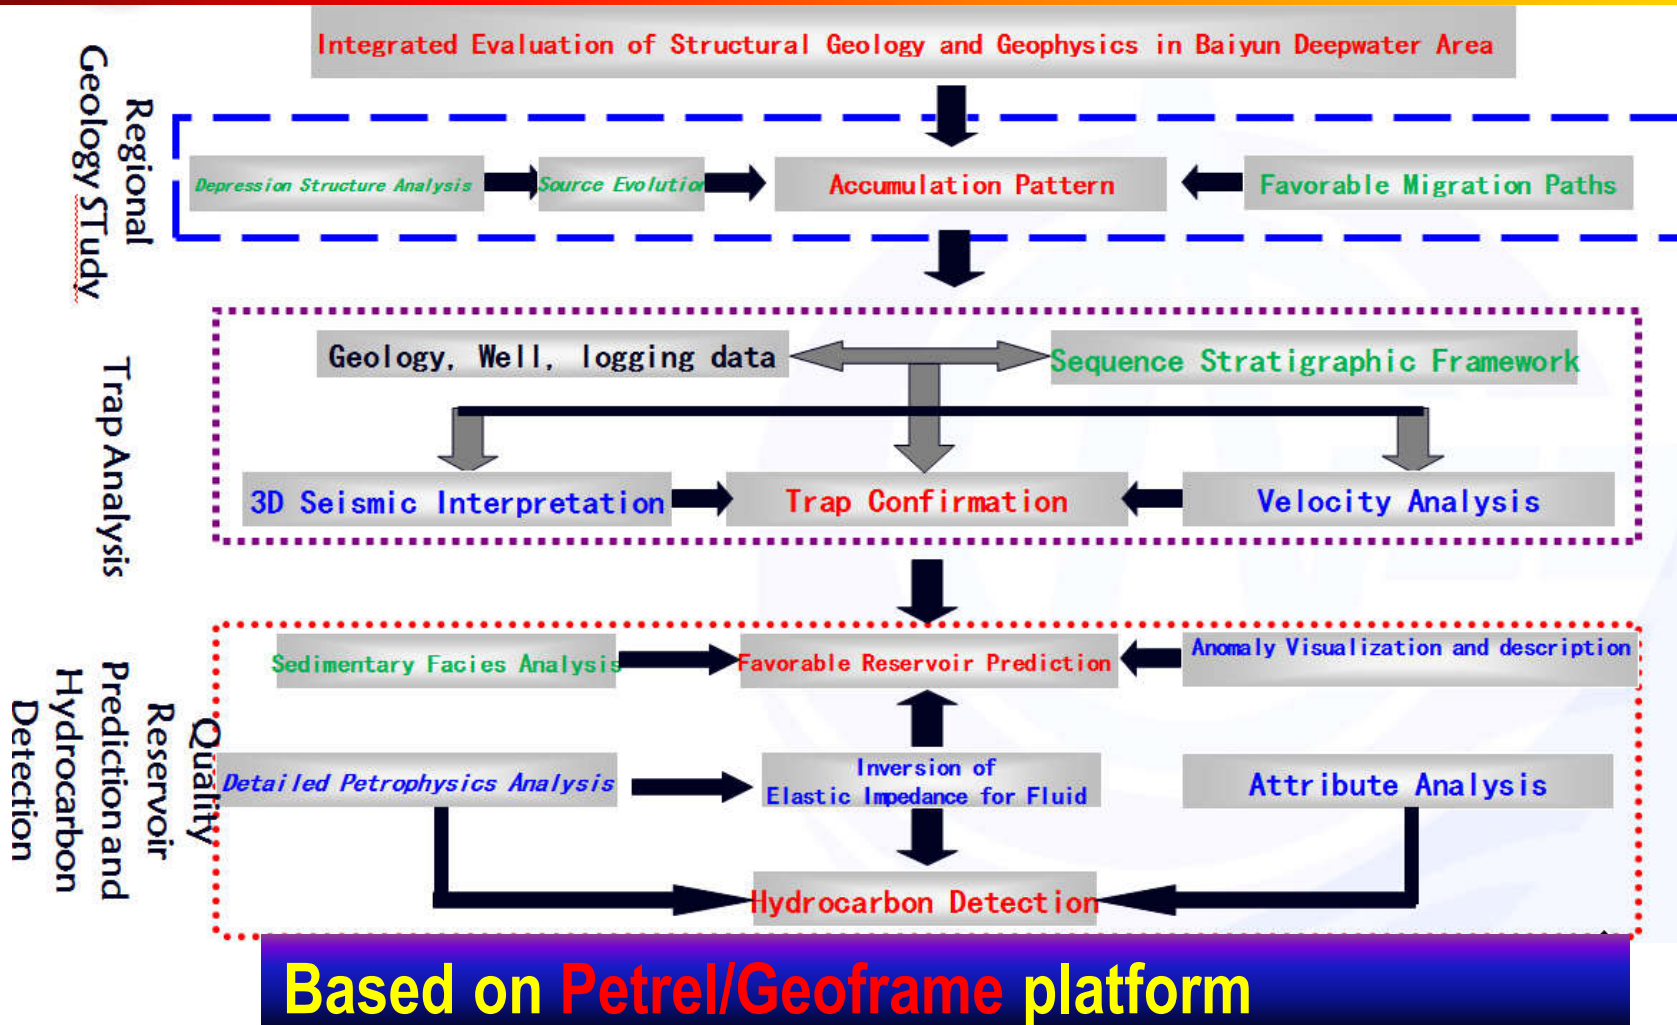 Integrated Evaluation of Structural Geology and Geophysics in Baiyun Deepwater Area
Regional
Geology STudy
Depression Structure Analysis
Source Evolution
Accumulation Pattern
Favorable Migration Paths
Trap Analysis
Geology, Well, logging data
Sequence Stratigraphic Framework
3D Seismic Interpretation
Trap Confirmation
Velocity Analysis
Quality
Reservoir
Prediction and
Hydrocarbon
Detection
Sedimentary Facies Analysis
Favorable Reservoir Prediction
Anomaly Visualization and description
Detailed Petrophysics Analysis
Inversion of
Elastic Impedance for Fluid
Attribute Analysis
Hydrocarbon Detection
Based on Petrel/Geoframe platform